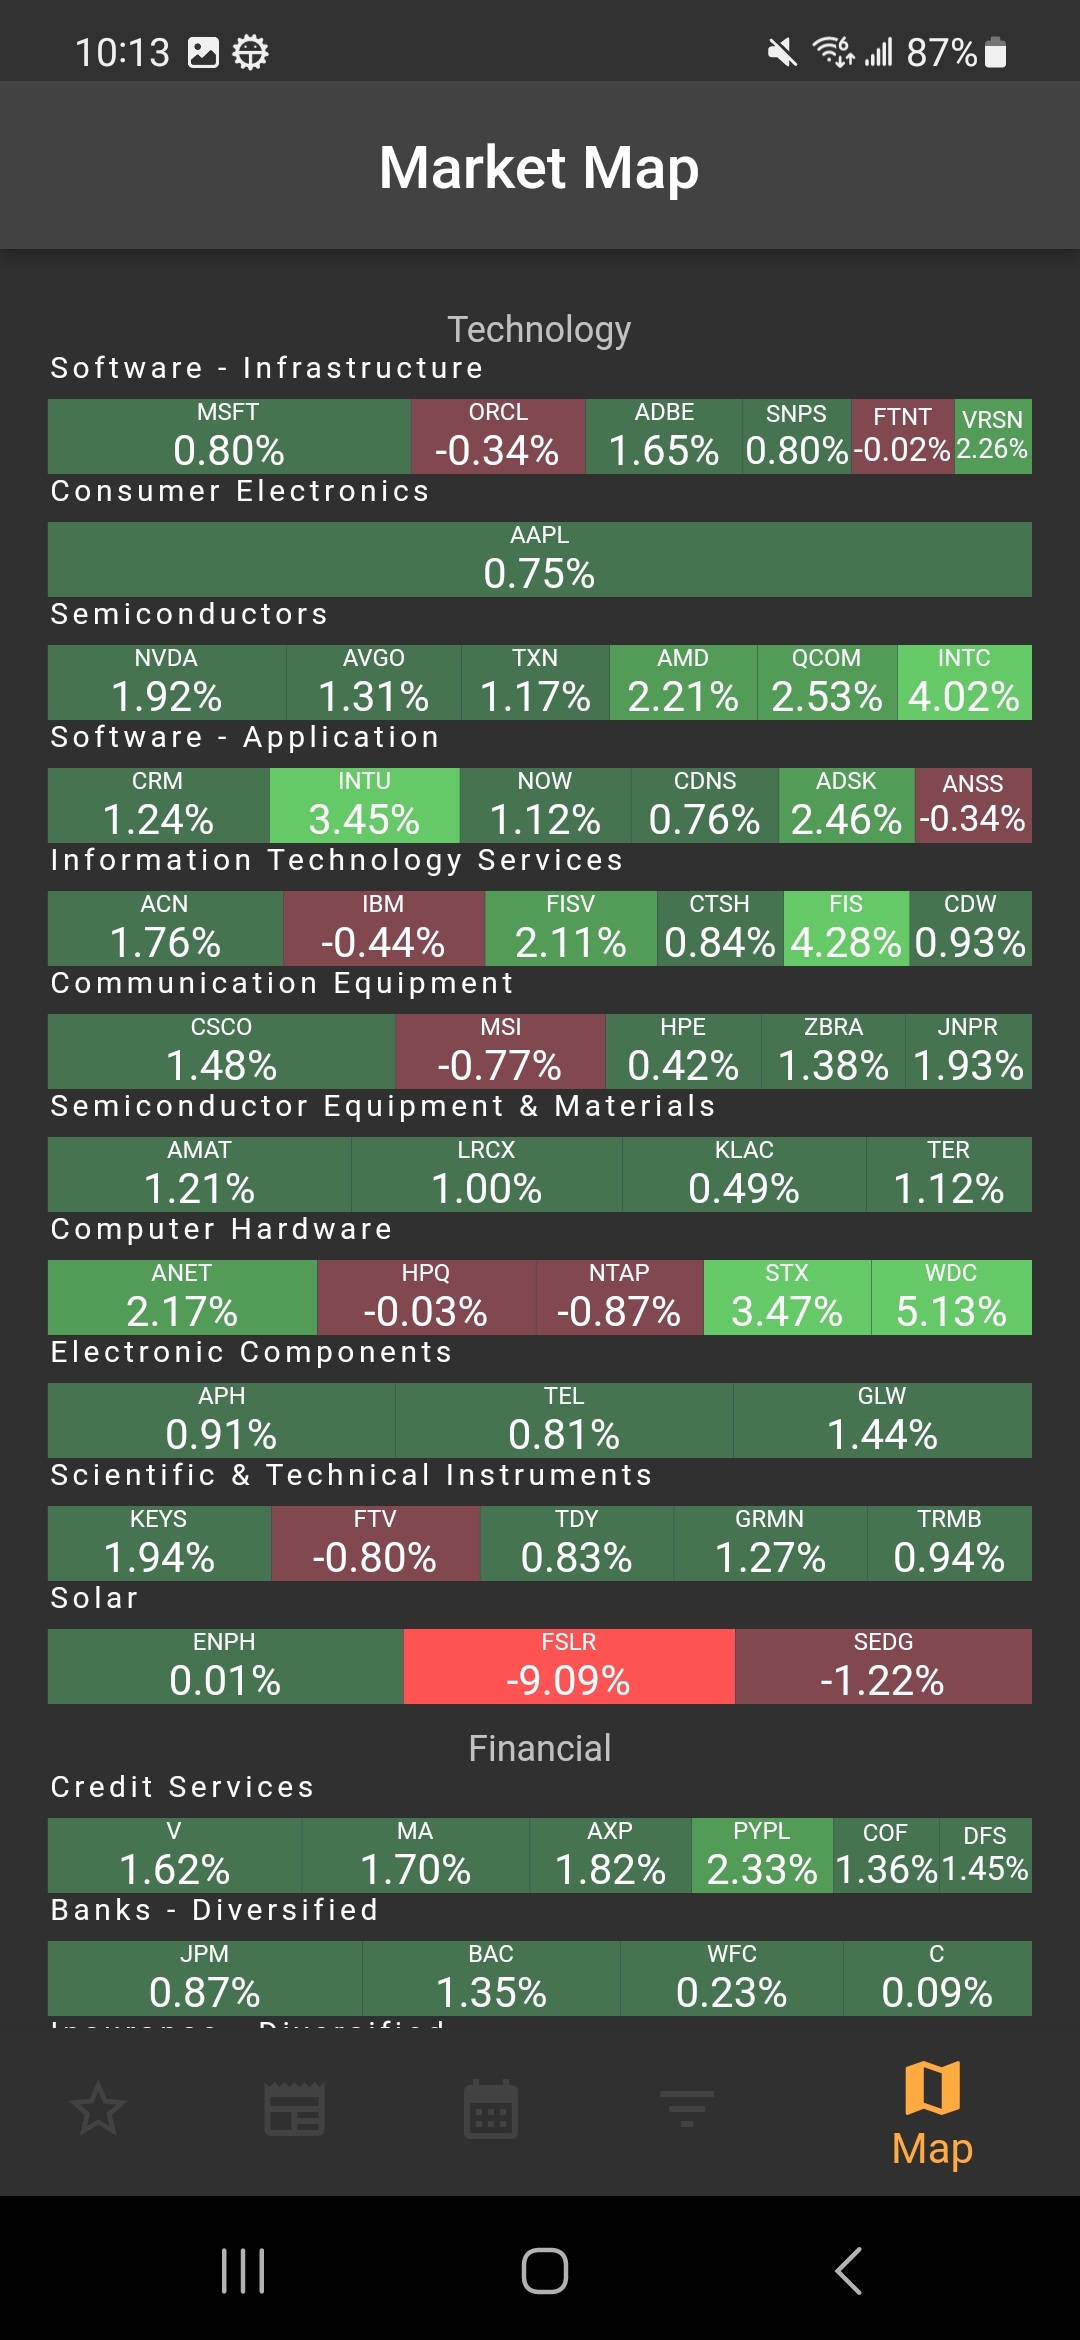 10:13 87%
Market Map
Technology
Software - Infrastructure
MSFT ORCL ADBE SNPS FTNT VRSN
0.80% -0.34% 1.65% 0.80% -0.02% 2.26%
Consumer Electronics
AAPL
0.75%
Semiconductors
NVDA AVGO TXN AMD QCOM INTC
1.92% 1.31% 1.17% 2.21% 2.53% 4.02%
Software - Application
CRM INTU NOW CDNS ADSK ANSS
1.24% 3.45% 1.12% 0.76% 2.46% -0.34%
Information Technology Services
ACN IBM FISV CTSH FIS CDW
1.76% -0.44% 2.11% 0.84% 4.28% 0.93%
Communication Equipment
CSCO MSI HPE ZBRA JNPR
1.48% -0.77% 0.42% 1.38% 1.93%
Semiconductor Equipment & Materials
AMAT LRCX KLAC TER
1.21% 1.00% 0.49% 1.12%
Computer Hardware
ANET HPQ NTAP STX WDC
2.17% -0.03% -0.87% 3.47% 5.13%
Electronic Components
APH TEL GLW
0.91% 0.81% 1.44%
Scientific & Technical Instruments
KEYS FTV TDY GRMN TRMB
1.94% -0.80% 0.83% 1.27% 0.94%
Solar
ENPH FSLR SEDG
0.01% -9.09% -1.22%
Financial
Credit Services
V MA AXP PYPL COF DFS
1.62% 1.70% 1.82% 2.33% 1.36% 1.45%
Banks - Diversified
JPM BAC WFC C
0.87% 1.35% 0.23% 0.09%
Insurance - Diversified
Map